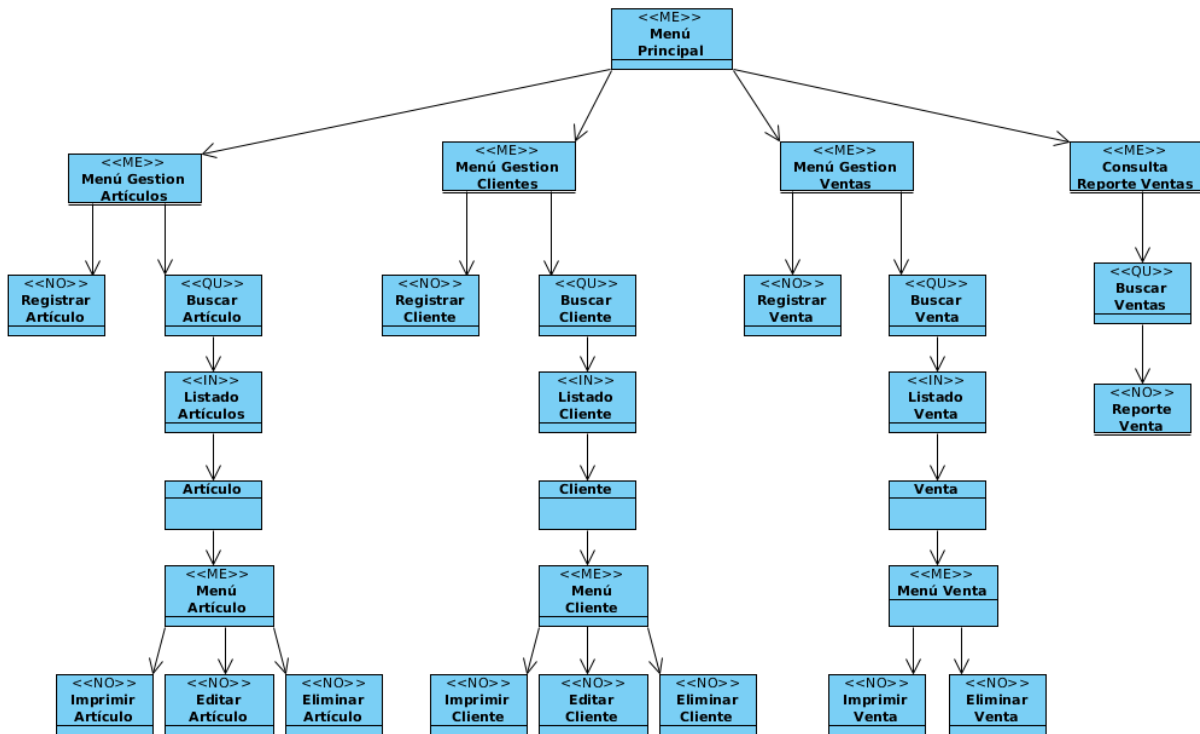 <<ME>>
Menú
Principal
<<ME>>
Menú Gestion
Artículos
<<ME>>
Menú Gestion
Clientes
<<ME>>
Menú Gestion
Ventas
<<ME>>
Consulta
Reporte Ventas
<<NO>>
Registrar
Artículo
<<QU>>
Buscar
Artículo
<<NO>>
Registrar
Cliente
<<QU>>
Buscar
Cliente
<<NO>>
Registrar
Venta
<<QU>>
Buscar
Venta
<<QU>>
Buscar
Ventas
<<IN>>
Listado
Artículos
<<IN>>
Listado
Cliente
<<IN>>
Listado
Venta
<<NO>>
Reporte
Venta
Artículo
Cliente
Venta
<<ME>>
Menú
Artículo
<<ME>>
Menú
Cliente
<<ME>>
Menú Venta
<<NO>>
Imprimir
Artículo
<<NO>>
Editar
Artículo
<<NO>>
Eliminar
Artículo
<<NO>>
Imprimir
Cliente
<<NO>>
Editar
Cliente
<<NO>>
Eliminar
Cliente
<<NO>>
Imprimir
Venta
<<NO>>
Eliminar
Venta